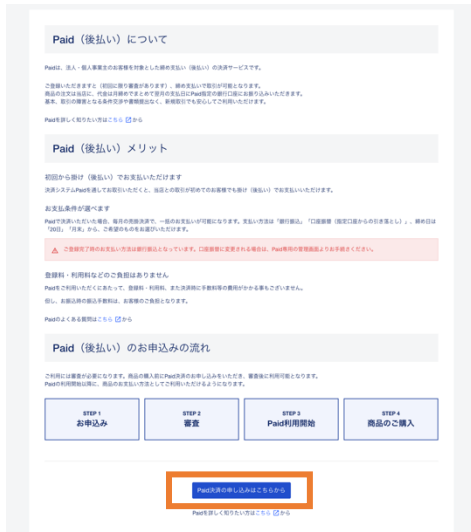 Paid（後払い）について
Paidは、法人・個人事業主のお客様を対象とした締め支払い（後払い）の決済サービスです。
ご登録いただきますと（初回に限り審査があります）、締め支払いで取引が可能となります。
商品の注文は当店に、代金は月締めでまとめて翌月の支払日にPaid指定の銀行口座にお振り込みいただきます。
基本、取引の障害となる条件交渉や書類提出なく、新規取引でも安心してご利用いただけます。
Paidを詳しく知りたい方はこちら から
Paid（後払い）メリット
初回から掛け（後払い）でお支払いいただけます
決済システムPaidを通してお取引いただくと、当店との取引が初めてのお客様でも掛け（後払い）でお支払いいただけます。
お支払条件が選べます
Paidで決済いただいた場合、毎月の売掛決済で、一括のお支払いが可能になります。支払い方法は「銀行振込」「口座振替（指定口座からの引き落とし）」、締め日は
「20日」「月末」から、ご希望のものをお選びいただけます。
ご登録完了時のお支払い方法は銀行振込となっています。口座振替に変更される場合は、Paid専用の管理画面よりお手続きください。
登録料・利用料などのご負担はありません
Paidをご利用いただくにあたって、登録料・利用料、また決済時に手数料等の費用がかかる事もございません。
但し、お振込時の振込手数料は、お客様のご負担となります。
Paidのよくある質問はこちら から
Paid（後払い）のお申込みの流れ
ご利用には審査が必要になります。商品の購入前にPaid決済のお申し込みをいただき、審査後に利用可能となります。
Paidの利用開始以降に、商品のお支払い方法としてご利用いただけるようになります。
STEP 1
お申込み
STEP 2
審査
STEP 3
Paid利用開始
STEP 4
商品のご購入
Paid決済の申し込みはこちらから
Paidを詳しく知りたい方はこちら から